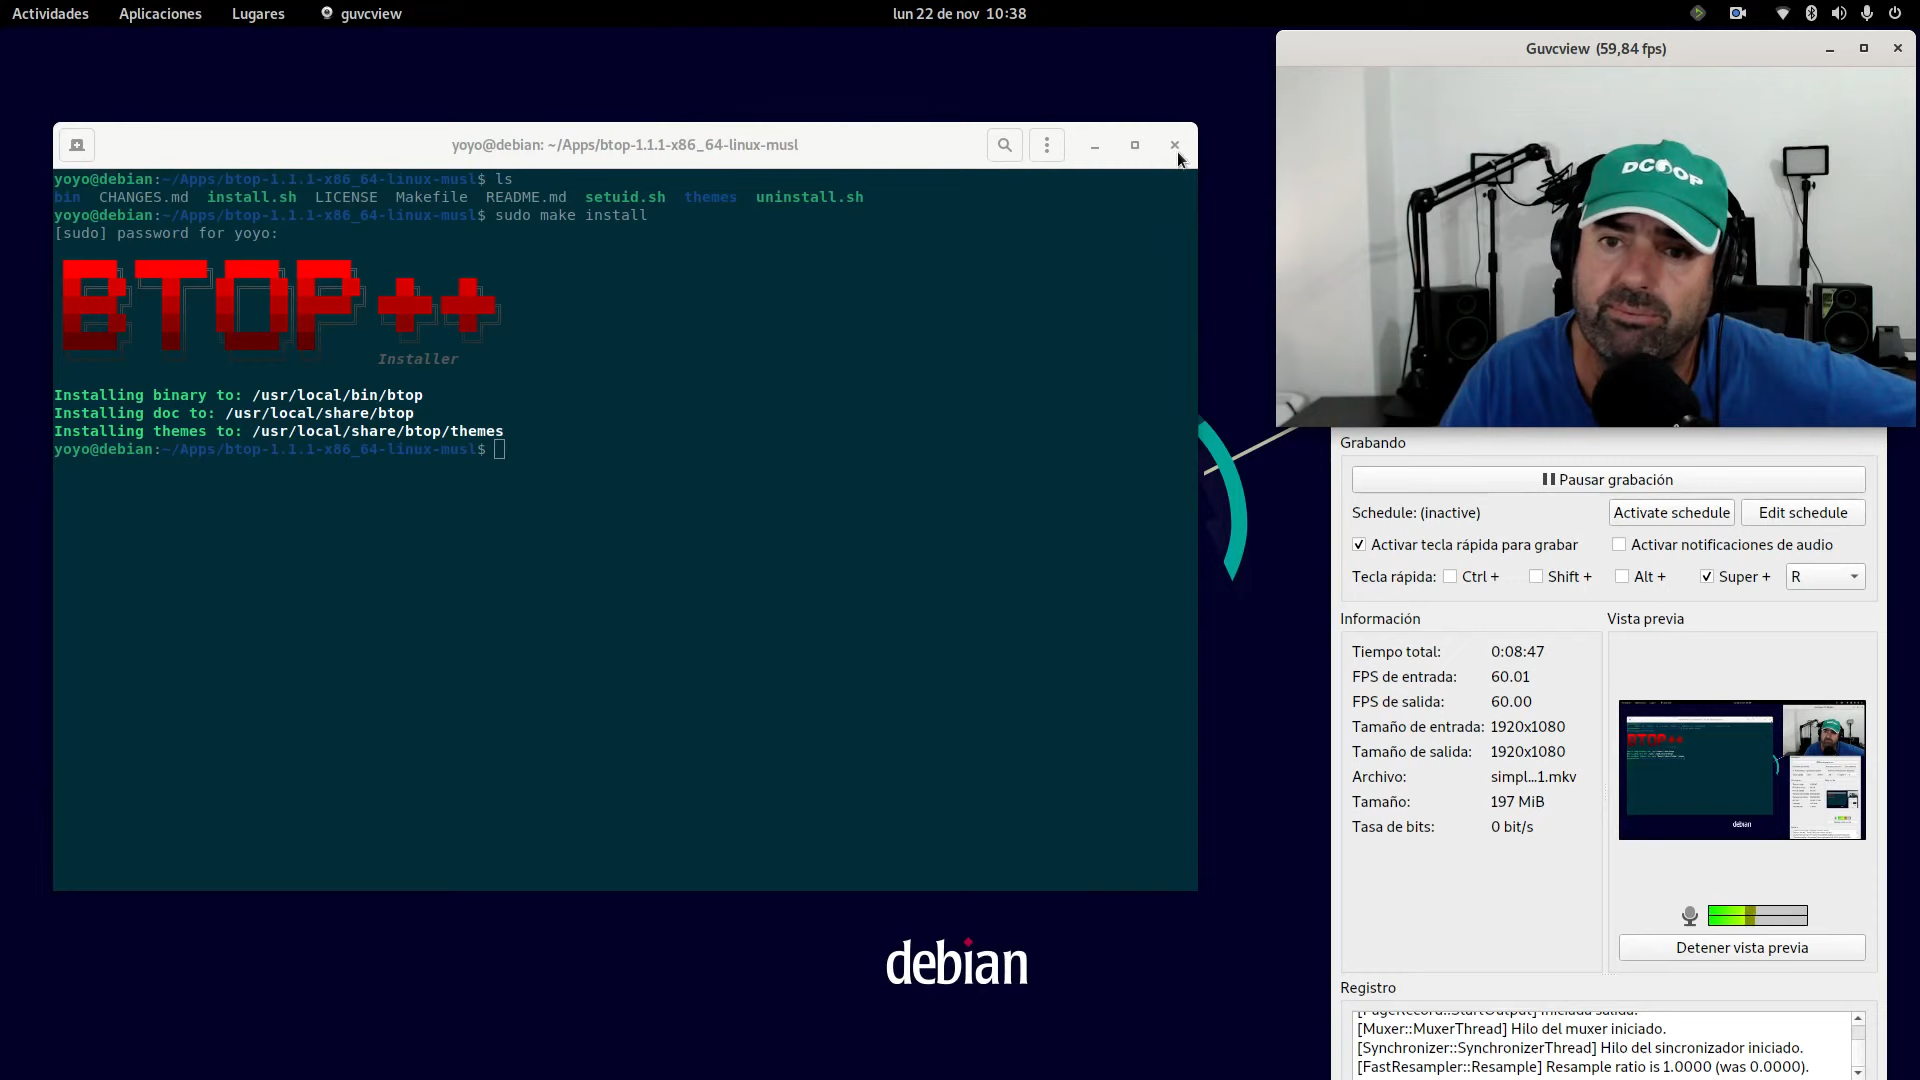 Actividades Aplicaciones Lugares guvcview lun 22 de nov 10:38
Guvcview (59,84 fps)
DCOOP
yoyo@debian: ~/Apps/btop-1.1.1-x86_64-linux-musl
yoyo@debian:~/Apps/btop-1.1.1-x86_64-linux-musl$ ls
bin CHANGES.md install.sh LICENSE Makefile README.md setuid.sh themes uninstall.sh
yoyo@debian:~/Apps/btop-1.1.1-x86_64-linux-musl$ sudo make install
[sudo] password for yoyo:
BTOP++
Installer
Installing binary to: /usr/local/bin/btop
Installing doc to: /usr/local/share/btop
Installing themes to: /usr/local/share/btop/themes
yoyo@debian:~/Apps/btop-1.1.1-x86_64-linux-musl$
debian
Grabando
Pausar grabación
Schedule: (inactive) Activate schedule Edit schedule
Activar tecla rápida para grabar Activar notificaciones de audio
Tecla rápida: Ctrl + Shift + Alt + Super + R
Información
Tiempo total: 0:08:47
FPS de entrada: 60.01
FPS de salida: 60.00
Tamaño de entrada: 1920x1080
Tamaño de salida: 1920x1080
Archivo: simpl...1.mkv
Tamaño: 197 MiB
Tasa de bits: 0 bit/s
Vista previa
BTOP++
debian
Detener vista previa
Registro
[PageRecord::StartOutput] Iniciada salida.
[Muxer::MuxerThread] Hilo del muxer iniciado.
[Synchronizer::SynchronizerThread] Hilo del sincronizador iniciado.
[FastResampler::Resample] Resample ratio is 1.0000 (was 0.0000).